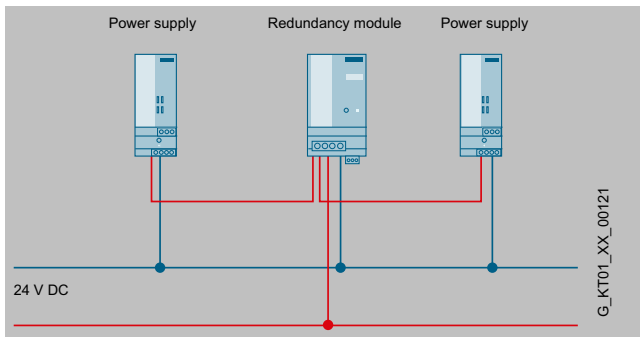 Power supply
Redundancy module
Power supply
24 V DC
G_KT01_XX_00121